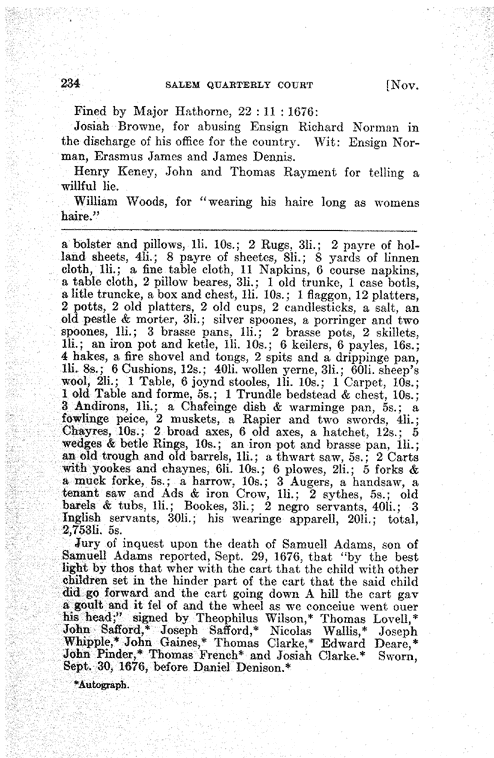 234 SALEM QUARTERLY COURT [Nov.
Fined by Major Hathorne, 22 : 11 : 1676:
Josiah Browne, for abusing Ensign Richard Norman in
the discharge of his office for the country. Wit: Ensign Nor-
man, Erasmus James and James Dennis.
Henry Keney, John and Thomas Rayment for telling a
willful lie.
William Woods, for "wearing his haire long as womens
haire."
a bolster and pillows, 1li. 10s.; 2 Rugs, 3li.; 2 payre of hol-
land sheets, 4li.; 8 payre of sheetes, 8li.; 8 yards of linnen
cloth, 1li.; a fine table cloth, 11 Napkins, 6 course napkins,
a table cloth, 2 pillow beares, 3li.; 1 old trunke, 1 case botls,
a litle truncke, a box and chest, 1li. 10s.; 1 flaggon, 12 platters,
2 potts, 2 old platters, 2 old cups, 2 candlesticks, a salt, an
old pestle & morter, 3li.; silver spoones, a porringer and two
spoones, 1li.; 3 brasse pans, 1li.; 2 brasse pots, 2 skillets,
1li.; an iron pot and ketle, 1li. 10s.; 6 keilers, 6 payles, 16s.;
4 hakes, a fire shovel and tongs, 2 spits and a drippinge pan,
1li. 8s.; 6 Cushions, 12s.; 40li. wollen yerne, 3li.; 60li. sheep's
wool, 2li.; 1 Table, 6 joynd stooles, 1li. 10s.; 1 Carpet, 10s.;
1 old Table and forme, 5s.; 1 Trundle bedstead & chest, 10s.;
3 Andirons, 1li.; a Chafeinge dish & warminge pan, 5s.; a
fowlinge peice, 2 muskets, a Rapier and two swords, 4li.;
Chayres, 10s.; 2 broad axes, 6 old axes, a hatchet, 12s.; 5
wedges & betle Rings, 10s.; an iron pot and brasse pan, 1li.;
an old trough and old barrels, 1li.; a thwart saw, 5s.; 2 Carts
with yookes and chaynes, 6li. 10s.; 6 plowes, 2li.; 5 forks &
a muck forke, 5s.; a harrow, 10s.; 3 Augers, a handsaw, a
tenant saw and Ads & iron Crow, 1li.; 2 sythes, 5s.; old
barels & tubs, 1li.; Bookes, 3li.; 2 negro servants, 40li.; 3
Inglish servants, 30li.; his wearinge apparell, 20li.; total,
2,753li. 5s.
Jury of inquest upon the death of Samuell Adams, son of
Samuell Adams reported, Sept. 29, 1676, that "by the best
light by thos that wher with the cart that the child with other
children set in the hinder part of the cart that the said child
did go forward and the cart going down A hill the cart gav
a goult and it fel of and the wheel as we conceiue went ouer
his head;" signed by Theophilus Wilson,* Thomas Lovell,*
John Safford,* Joseph Safford,* Nicolas Wallis,* Joseph
Whipple,* John Gaines,* Thomas Clarke,* Edward Deare,*
John Pinder,* Thomas French* and Josiah Clarke.* Sworn,
Sept. 30, 1676, before Daniel Denison.*
*Autograph.